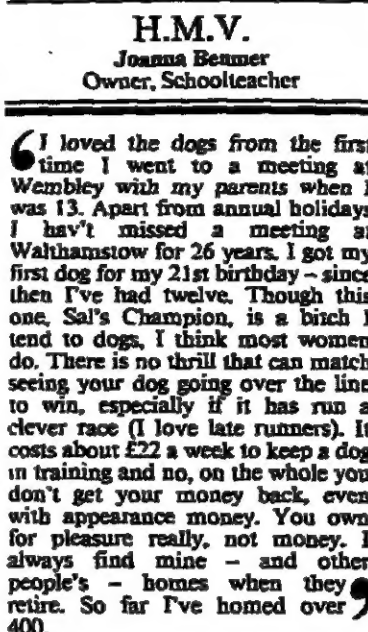 H.M.V.
Joanna Benmer
Owner, Schoolteacher
‘I loved the dogs from the first
time I went to a meeting at
Wembley with my parents when I
was 13. Apart from annual holidays
I hav't missed a meeting at
Walthamstow for 26 years. I got my
first dog for my 21st birthday – since
then I've had twelve. Though this
one, Sal's Champion, is a bitch I
tend to dogs, I think most women
do. There is no thrill that can match
seeing your dog going over the line
to win, especially if it has run a
clever race (I love late runners). It
costs about £22 a week to keep a dog
in training and no, on the whole you
don't get your money back, even
with appearance money. You own
for pleasure really, not money. I
always find mine – and other
people's – homes when they
retire. So far I've homed over ’
400.